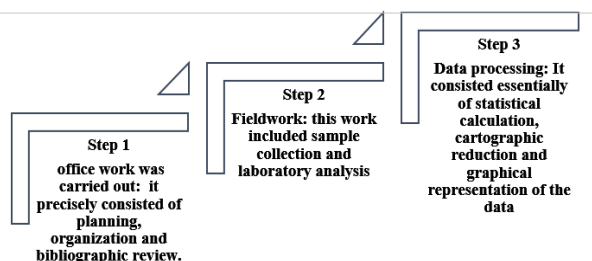 Step 1
office work was
carried out:  it
precisely consisted of
planning,
organization and
bibliographic review.
Step 2
Fieldwork: this work
included sample
collection and
laboratory analysis
Step 3
Data processing: It
consisted essentially
of statistical
calculation,
cartographic
reduction and
graphical
representation of the
data